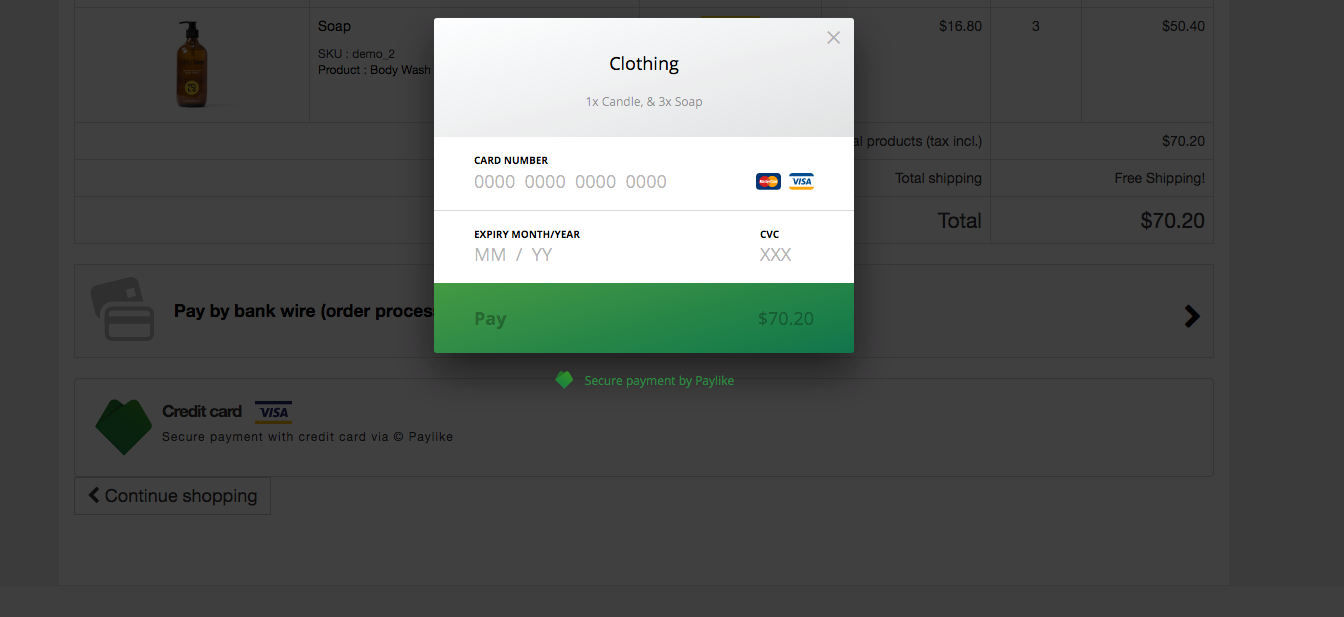 Soap
$16.80
3
$50.40
SKU : demo_2
Product : Body Wash
Clothing
1x Candle, & 3x Soap
products (tax incl.)
$70.20
Total shipping
Free Shipping!
Total
$70.20
CARD NUMBER
0000 0000 0000 0000
VISA
EXPIRY MONTH/YEAR
CVC
MM / YY
XXX
Pay
$70.20
Pay by bank wire (order proces
Secure payment by Paylike
Credit card
VISA
Secure payment with credit card via © Paylike
Continue shopping